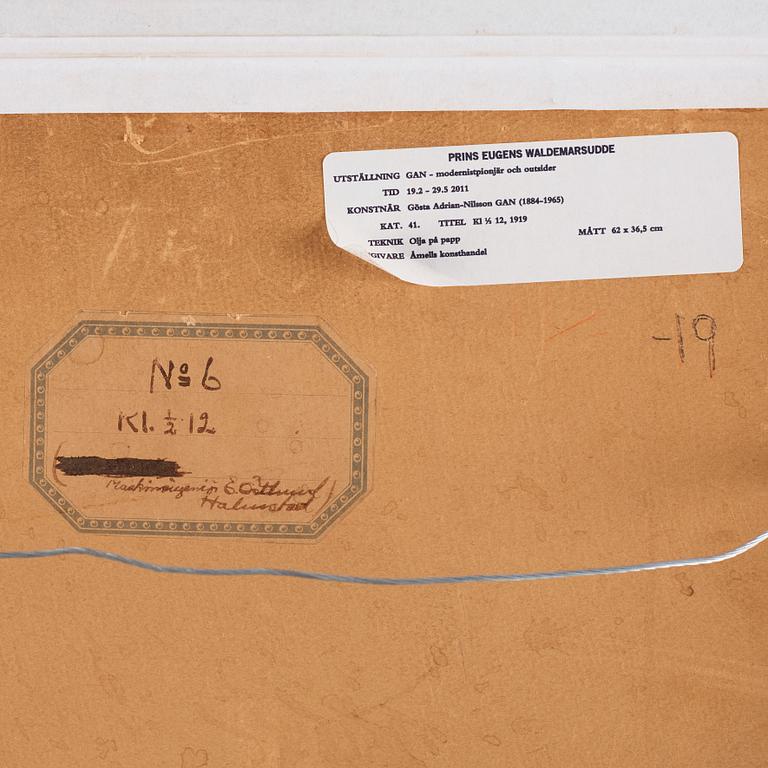 PRINS EUGENS WALDEMARSUDDE
UTSTÄLLNING GAN - modernistpionjär och outsider
TID 19.2 - 29.5 2011
KONSTNÄR Gösta Adrian-Nilsson GAN (1884-1965)
KAT. 41. TITEL Kl ½ 12, 1919
TEKNIK Olja på papp MÅTT 62 x 36,5 cm
GIVARE Åmells konsthandel
-19
No 6
Kl. ½ 12
Maskiningeniör E. Östlund
Halmstad)